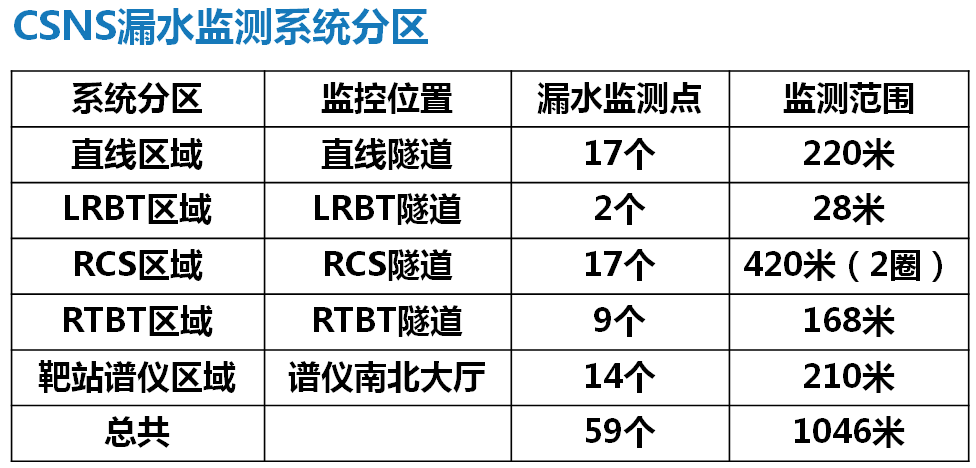 CSNS漏水监测系统分区
系统分区 监控位置 漏水监测点 监测范围
直线区域 直线隧道 17个 220米
LRBT区域 LRBT隧道 2个 28米
RCS区域 RCS隧道 17个 420米（2圈）
RTBT区域 RTBT隧道 9个 168米
靶站谱仪区域 谱仪南北大厅 14个 210米
总共 59个 1046米